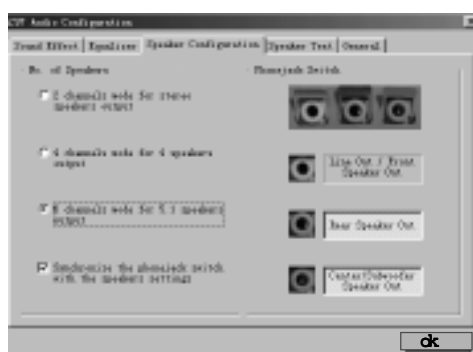 Audio Configuration
Sound Effect
Equalizer
Speaker Configuration
Speaker Test
General
No. of Speakers
2 channels mode for stereo
speakers output
4 channels mode for 4 speakers
output
6 channels mode for 5.1 speakers
output
Synchronize the phonejack switch
with the speakers settings
Phonejack Switch
Line Out / Front
Speaker Out
Rear Speaker Out
Center/Subwoofer
Speaker Out
ok